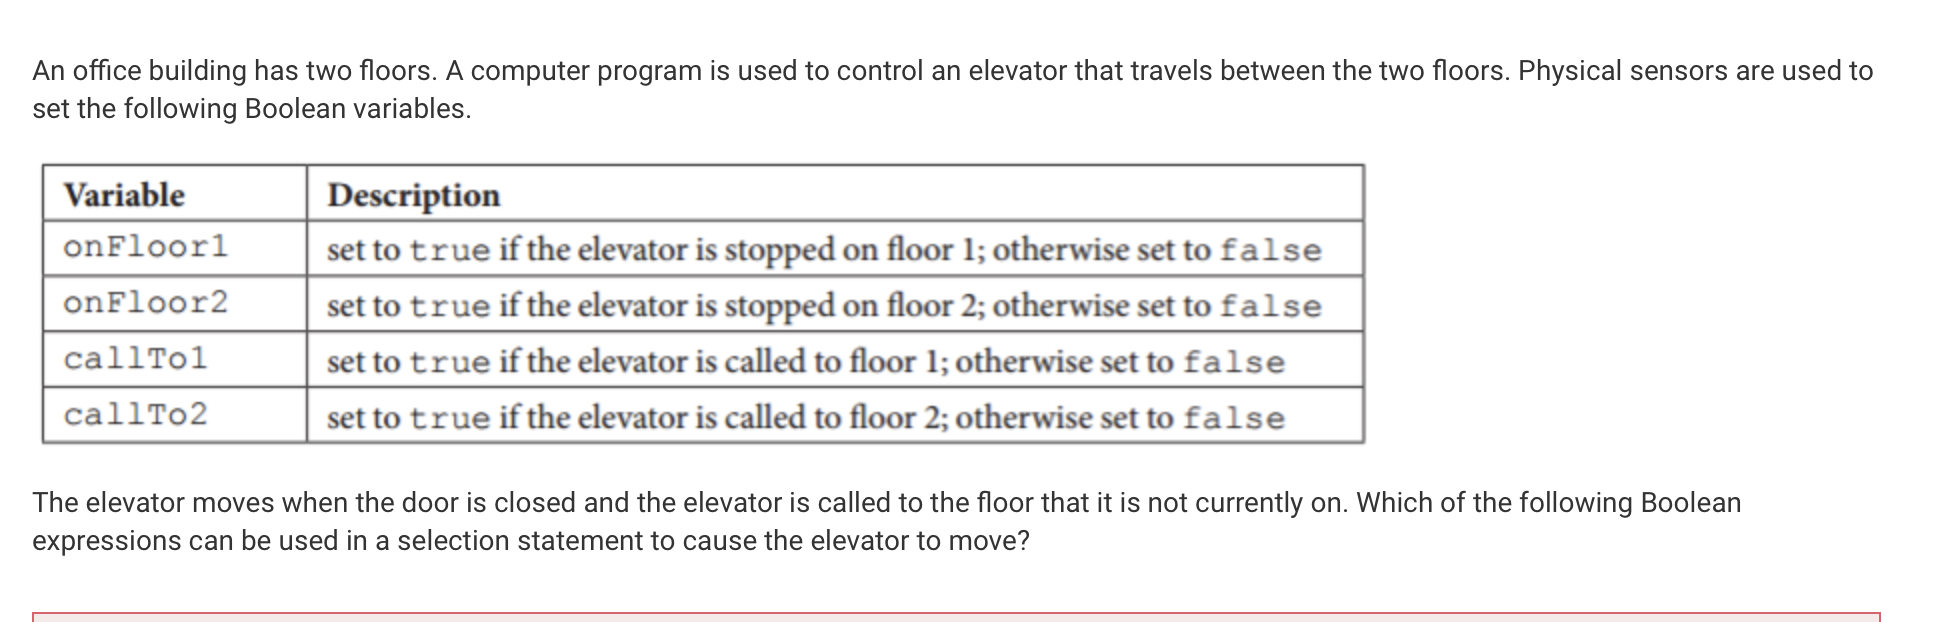 An office building has two floors. A computer program is used to control an elevator that travels between the two floors. Physical sensors are used to
set the following Boolean variables.
Variable Description
onFloor1 set to true if the elevator is stopped on floor 1; otherwise set to false
onFloor2 set to true if the elevator is stopped on floor 2; otherwise set to false
callTo1 set to true if the elevator is called to floor 1; otherwise set to false
callTo2 set to true if the elevator is called to floor 2; otherwise set to false
The elevator moves when the door is closed and the elevator is called to the floor that it is not currently on. Which of the following Boolean
expressions can be used in a selection statement to cause the elevator to move?